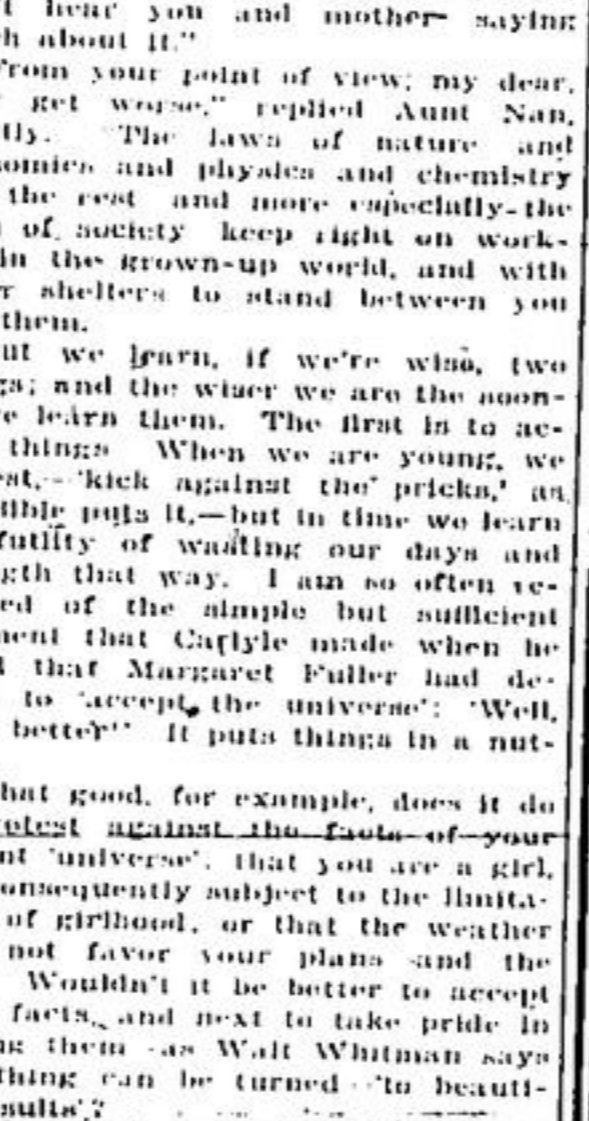 t hear you and mother saying
h about it."
from your point of view, my dear,
get worse," replied Aunt Nan,
tly. "The laws of nature and
omics and physics and chemistry
the rest and more especially the
of society keep right on work-
in the grown-up world, and with
r shelters to stand between you
them.
ut we learn, if we're wise, two
gs; and the wiser we are the soon-
e learn them. The first is to ac-
things When we are young, we
est,—'kick against the pricks,' as
Bible puts it,—but in time we learn
futility of wasting our days and
gth that way. I am so often re-
ed of the simple but sufficient
ment that Carlyle made when he
d that Margaret Fuller had de-
to 'accept the universe': 'Well,
better!' It puts things in a nut-
hat good, for example, does it do
rotest against the facts of your
nt 'universe', that you are a girl,
onsequently subject to the limita-
of girlhood, or that the weather
not favor your plans and the
Wouldn't it be better to accept
facts, and next to take pride in
ng them as Walt Whitman says
thing can be turned 'to beauti-
sults'?